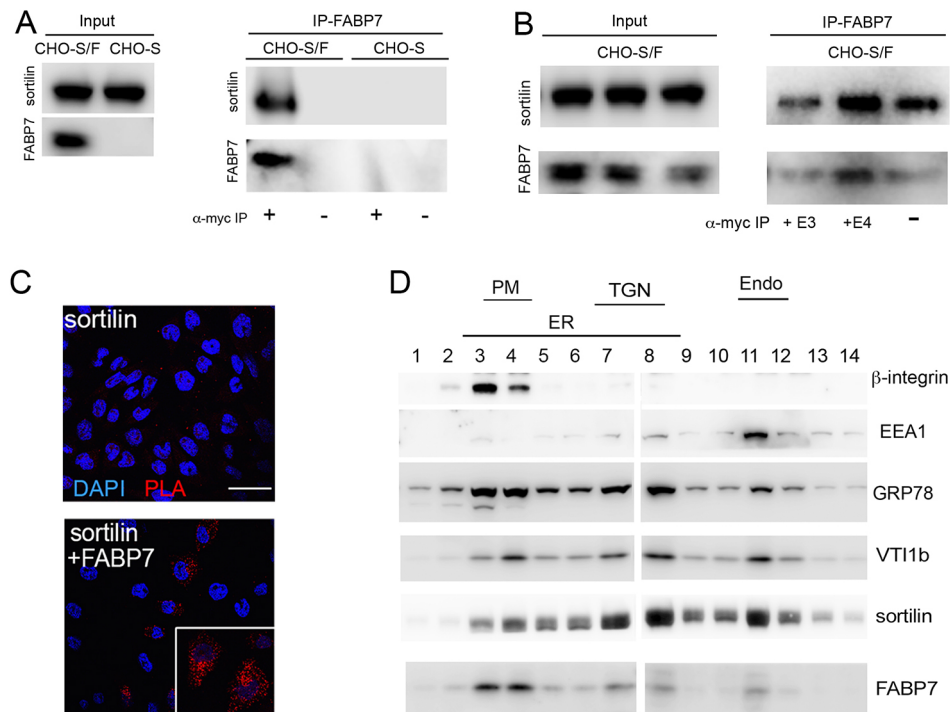 A
Input
CHO-S/F CHO-S
sortilin
FABP7
IP-FABP7
CHO-S/F CHO-S
sortilin
FABP7
α-myc IP + - + -
B
Input
CHO-S/F
sortilin
FABP7
IP-FABP7
CHO-S/F
α-myc IP + E3 +E4 -
C
sortilin
DAPI PLA
sortilin
+FABP7
D
PM TGN Endo
ER
1 2 3 4 5 6 7 8 9 10 11 12 13 14
β-integrin
EEA1
GRP78
VTI1b
sortilin
FABP7